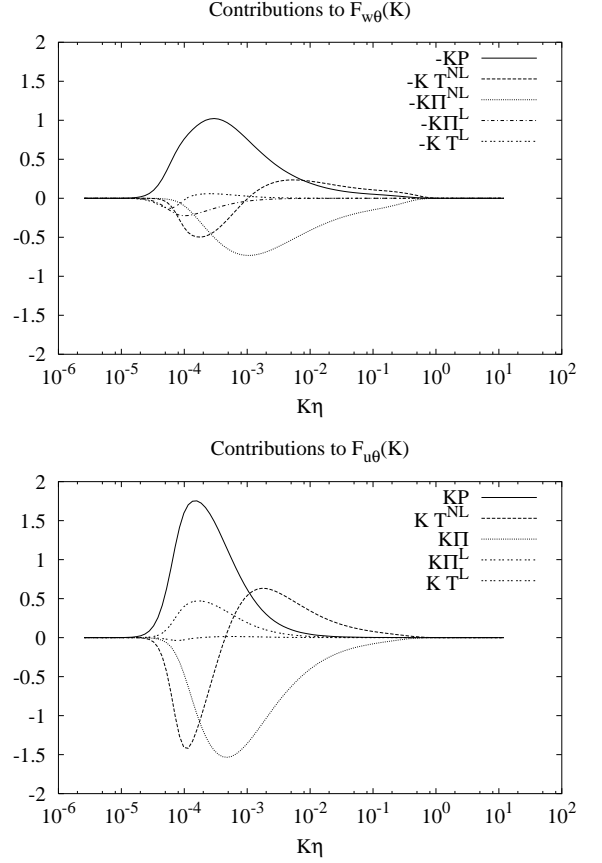 Contributions to F_wθ(K)
2
1.5
1
0.5
0
-0.5
-1
-1.5
-2
-KP
-K T^NL
-KΠ^NL
-KΠ^L
-K T^L
10^-6 10^-5 10^-4 10^-3 10^-2 10^-1 10^0 10^1 10^2
Kη
Contributions to F_uθ(K)
2
1.5
1
0.5
0
-0.5
-1
-1.5
-2
KP
K T^NL
KΠ
KΠ^L
K T^L
10^-6 10^-5 10^-4 10^-3 10^-2 10^-1 10^0 10^1 10^2
Kη